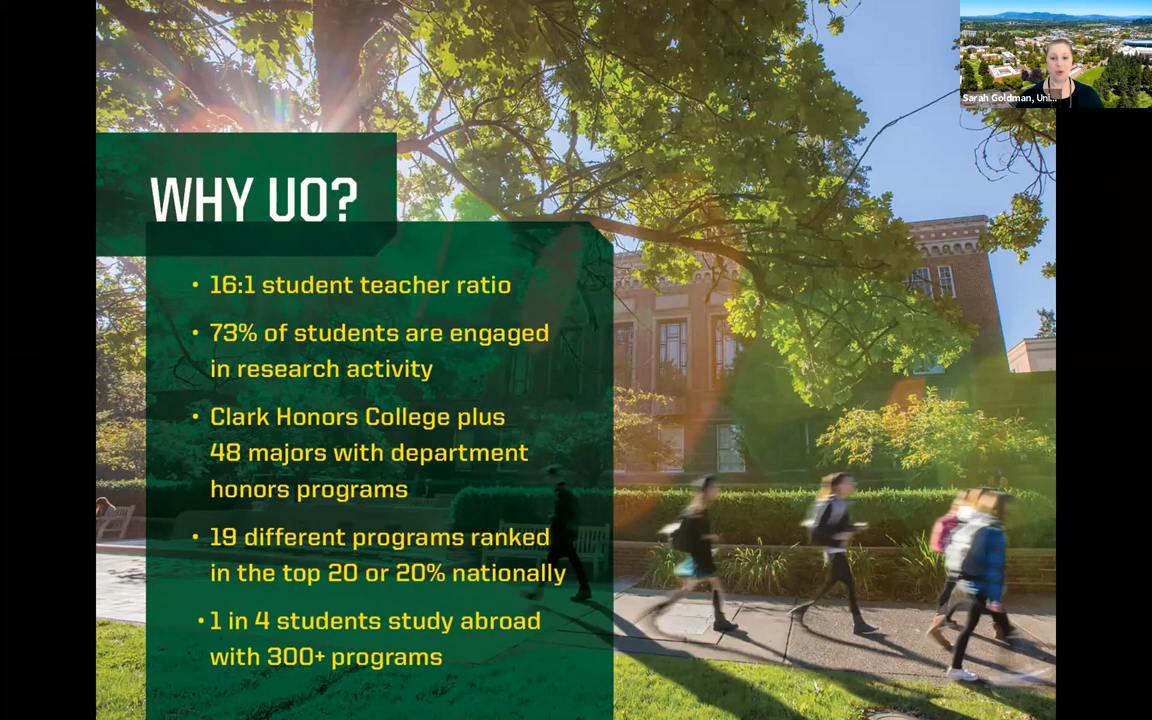 Sarah Goldman, Uni...
WHY UO?
• 16:1 student teacher ratio
• 73% of students are engaged
in research activity
• Clark Honors College plus
48 majors with department
honors programs
• 19 different programs ranked
in the top 20 or 20% nationally
• 1 in 4 students study abroad
with 300+ programs